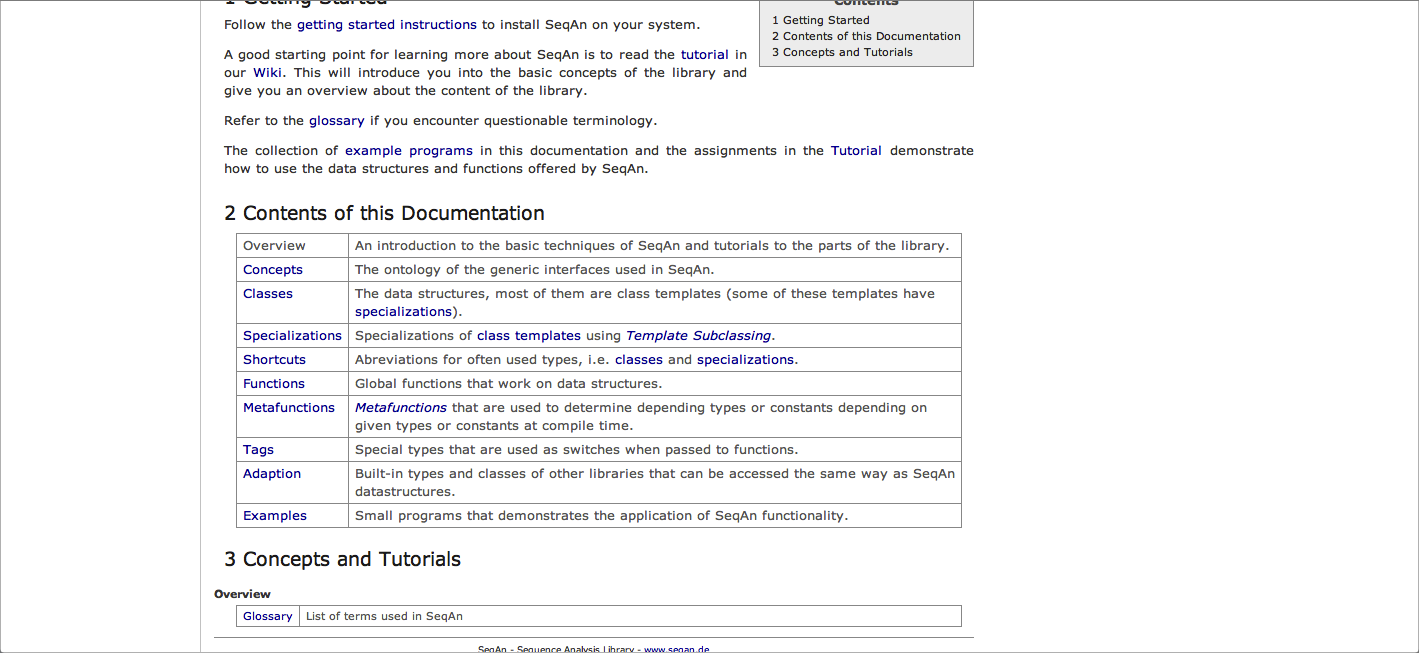 1 Getting Started
Contents
1 Getting Started
2 Contents of this Documentation
3 Concepts and Tutorials
Follow the getting started instructions to install SeqAn on your system.
A good starting point for learning more about SeqAn is to read the tutorial in
our Wiki. This will introduce you into the basic concepts of the library and
give you an overview about the content of the library.
Refer to the glossary if you encounter questionable terminology.
The collection of example programs in this documentation and the assignments in the Tutorial demonstrate
how to use the data structures and functions offered by SeqAn.
2 Contents of this Documentation
Overview An introduction to the basic techniques of SeqAn and tutorials to the parts of the library.
Concepts The ontology of the generic interfaces used in SeqAn.
Classes The data structures, most of them are class templates (some of these templates have
specializations).
Specializations Specializations of class templates using Template Subclassing.
Shortcuts Abreviations for often used types, i.e. classes and specializations.
Functions Global functions that work on data structures.
Metafunctions Metafunctions that are used to determine depending types or constants depending on
given types or constants at compile time.
Tags Special types that are used as switches when passed to functions.
Adaption Built-in types and classes of other libraries that can be accessed the same way as SeqAn
datastructures.
Examples Small programs that demonstrates the application of SeqAn functionality.
3 Concepts and Tutorials
Overview
Glossary List of terms used in SeqAn
SeqAn - Sequence Analysis Library - www.seqan.de